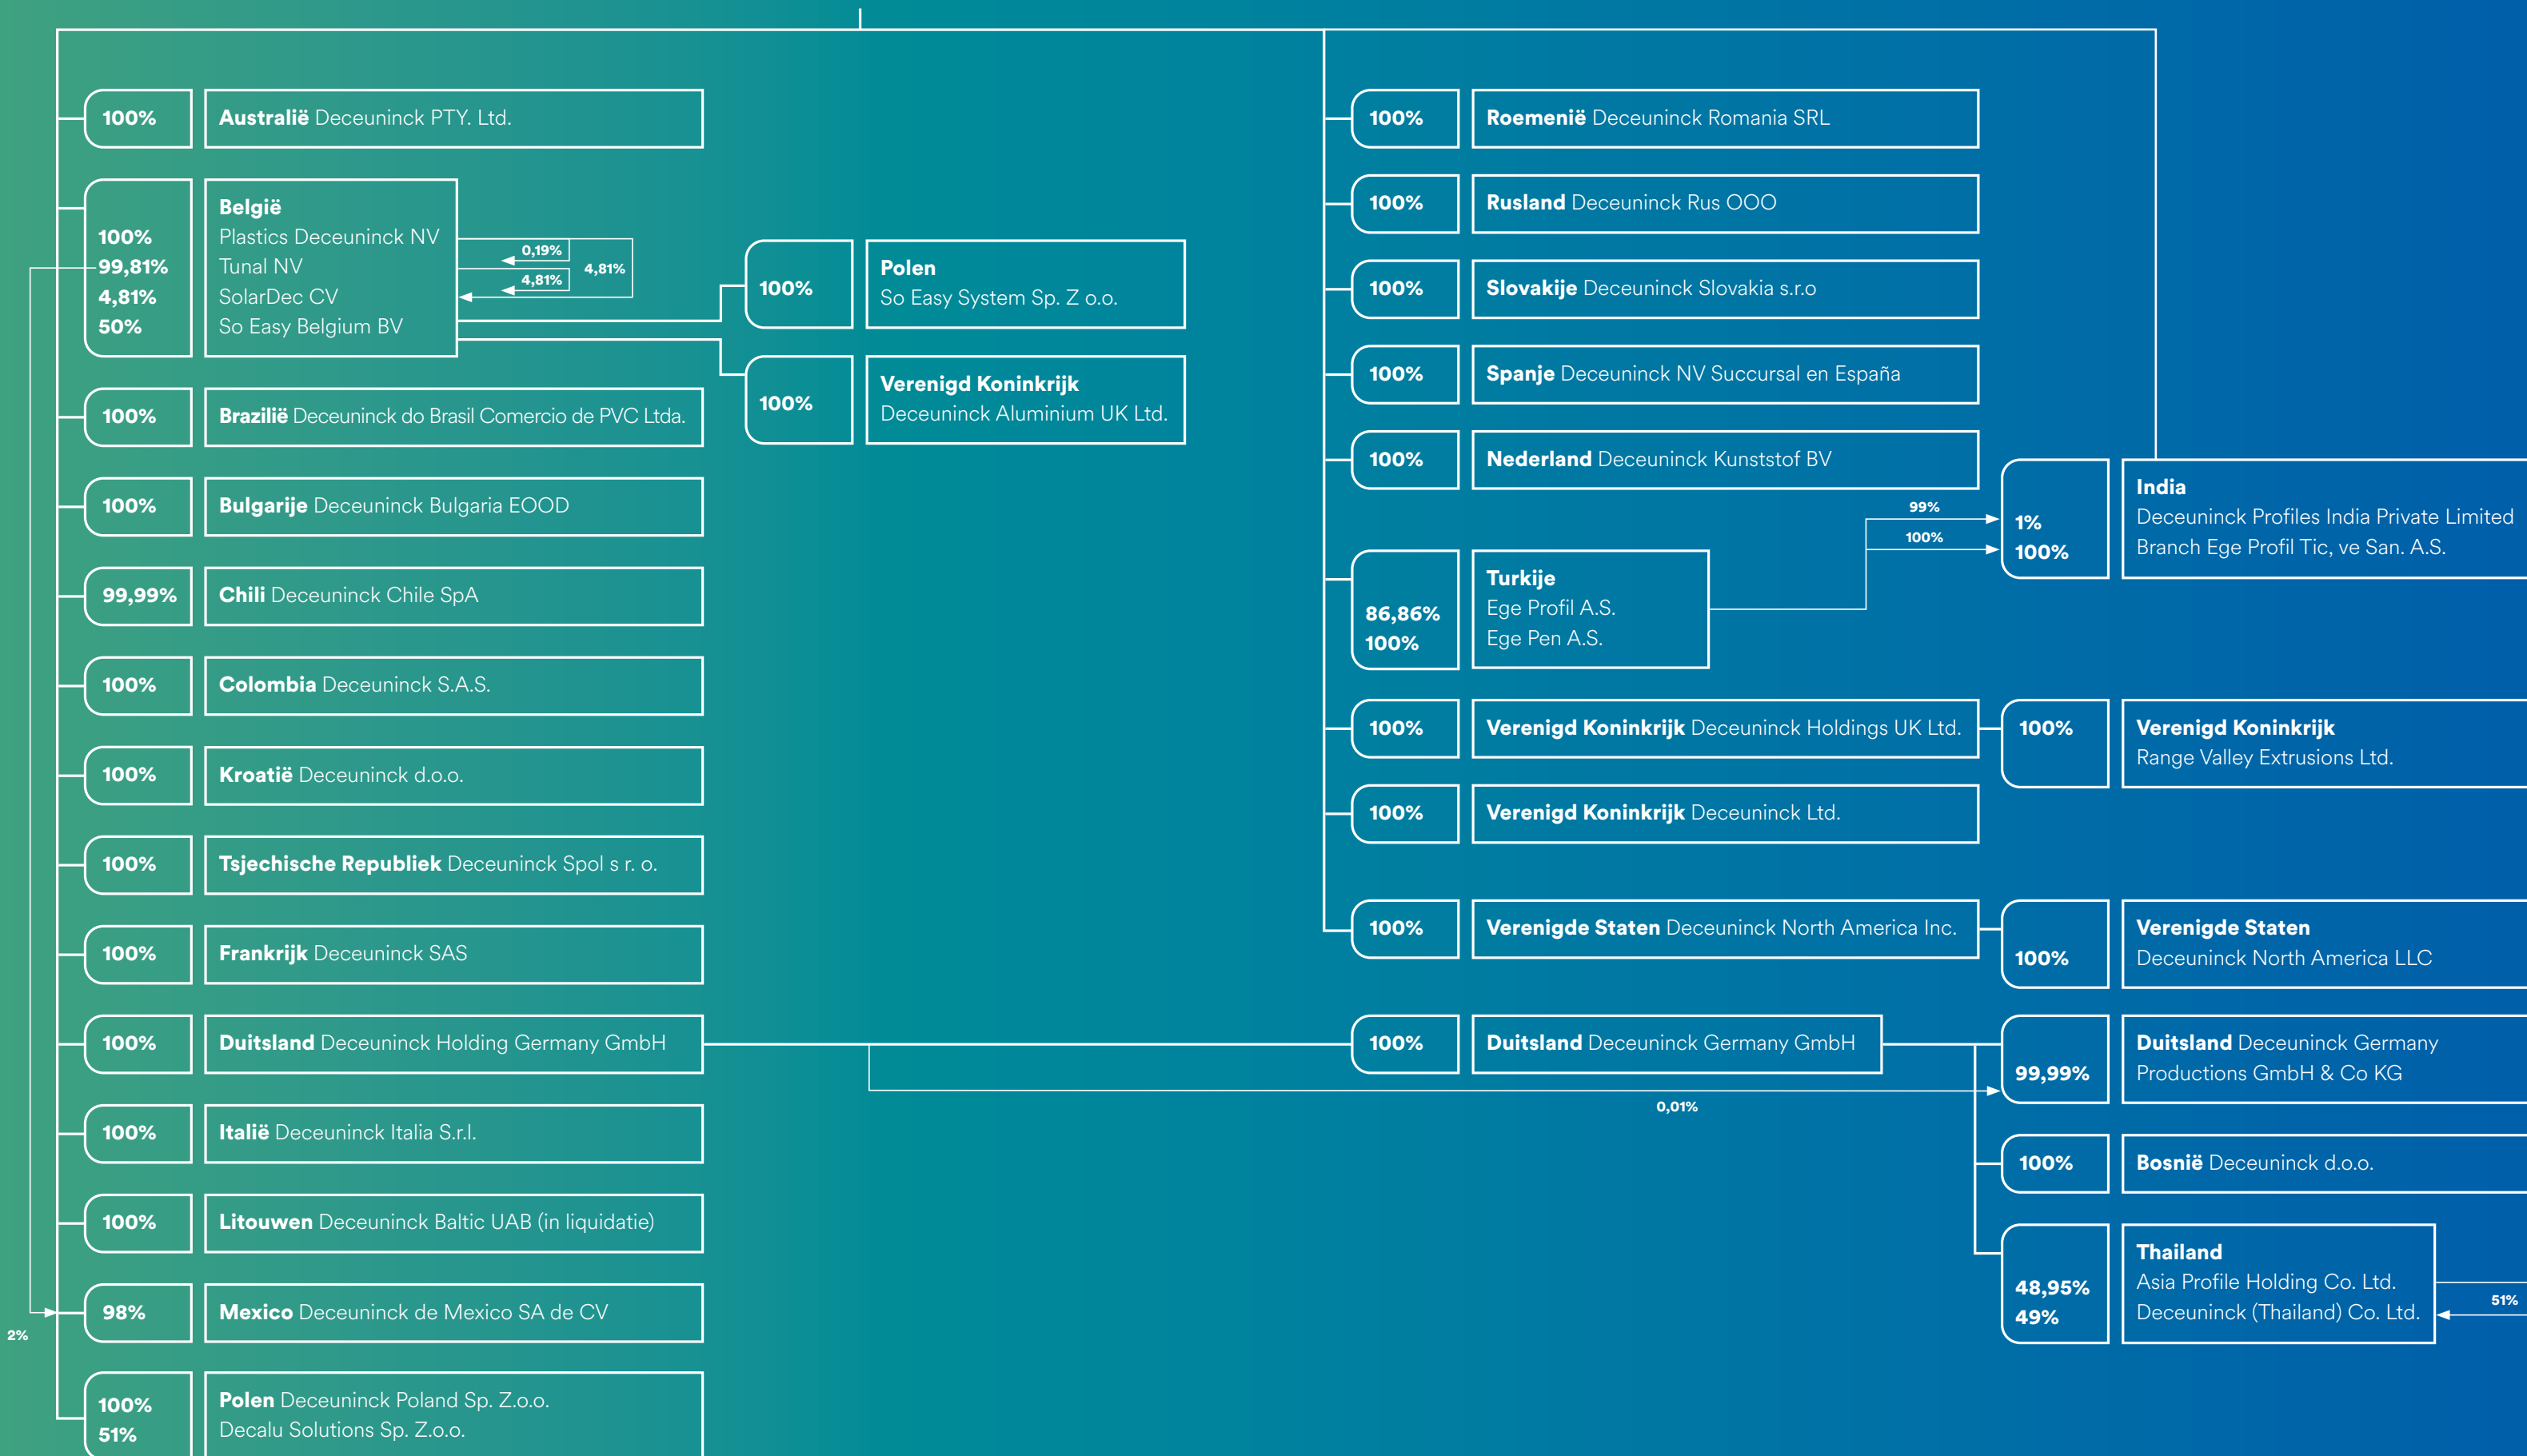 100%
Australië Deceuninck PTY. Ltd.
België
100%
Plastics Deceuninck NV
99,81%
Tunal NV
4,81%
SolarDec CV
50%
So Easy Belgium BV
0,19%
4,81%
4,81%
100%
Polen
So Easy System Sp. Z o.o.
100%
Verenigd Koninkrijk
Deceuninck Aluminium UK Ltd.
100%
Brazilië Deceuninck do Brasil Comercio de PVC Ltda.
100%
Bulgarije Deceuninck Bulgaria EOOD
99,99%
Chili Deceuninck Chile SpA
100%
Colombia Deceuninck S.A.S.
100%
Kroatië Deceuninck d.o.o.
100%
Tsjechische Republiek Deceuninck Spol s r. o.
100%
Frankrijk Deceuninck SAS
100%
Duitsland Deceuninck Holding Germany GmbH
100%
Italië Deceuninck Italia S.r.l.
100%
Litouwen Deceuninck Baltic UAB (in liquidatie)
98%
Mexico Deceuninck de Mexico SA de CV
2%
100%
Polen Deceuninck Poland Sp. Z.o.o.
51%
Decalu Solutions Sp. Z.o.o.
100%
Roemenië Deceuninck Romania SRL
100%
Rusland Deceuninck Rus OOO
100%
Slovakije Deceuninck Slovakia s.r.o
100%
Spanje Deceuninck NV Succursal en España
100%
Nederland Deceuninck Kunststof BV
Turkije
86,86%
Ege Profil A.S.
100%
Ege Pen A.S.
99%
100%
India
1%
Deceuninck Profiles India Private Limited
100%
Branch Ege Profil Tic, ve San. A.S.
100%
Verenigd Koninkrijk Deceuninck Holdings UK Ltd.
100%
Verenigd Koninkrijk
Range Valley Extrusions Ltd.
100%
Verenigd Koninkrijk Deceuninck Ltd.
100%
Verenigde Staten Deceuninck North America Inc.
Verenigde Staten
100%
Deceuninck North America LLC
100%
Duitsland Deceuninck Germany GmbH
0,01%
Duitsland Deceuninck Germany
99,99%
Productions GmbH & Co KG
100%
Bosnië Deceuninck d.o.o.
Thailand
48,95%
Asia Profile Holding Co. Ltd.
49%
Deceuninck (Thailand) Co. Ltd.
51%